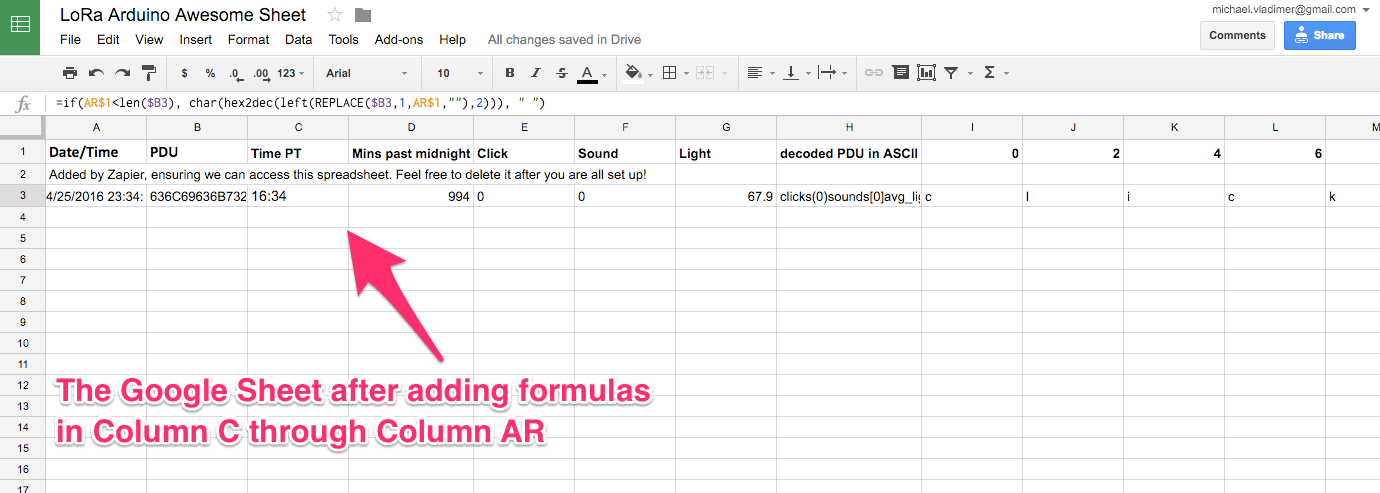 LoRa Arduino Awesome Sheet
michael.vladimer@gmail.com
File Edit View Insert Format Data Tools Add-ons Help All changes saved in Drive
Comments Share
$ % .0 .00 123 Arial 10 B I S A Σ
fx =if(AR$1<len($B3), char(hex2dec(left(REPLACE($B3,1,AR$1,""),2))), " ")
A B C D E F G H I J K L M
1 Date/Time PDU Time PT Mins past midnight Click Sound Light decoded PDU in ASCII 0 2 4 6
2 Added by Zapier, ensuring we can access this spreadsheet. Feel free to delete it after you are all set up!
3 4/25/2016 23:34: 636C69636B732 16:34 994 0 0 67.9 clicks(0)sounds[0]avg_li c l i c k
4
5
6
7
8
9
10
11
12
13
14
15
16
17
The Google Sheet after adding formulas
in Column C through Column AR